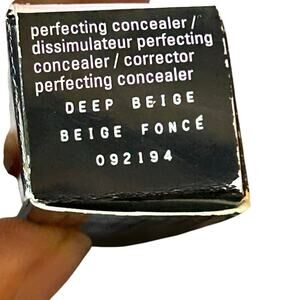 perfecting concealer /
dissimulateur perfecting
concealer / corrector
perfecting concealer
DEEP BEIGE
BEIGE FONCÉ
092194